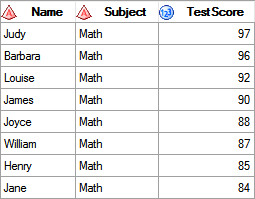 Name Subject TestScore
Judy Math 97
Barbara Math 96
Louise Math 92
James Math 90
Joyce Math 88
William Math 87
Henry Math 85
Jane Math 84